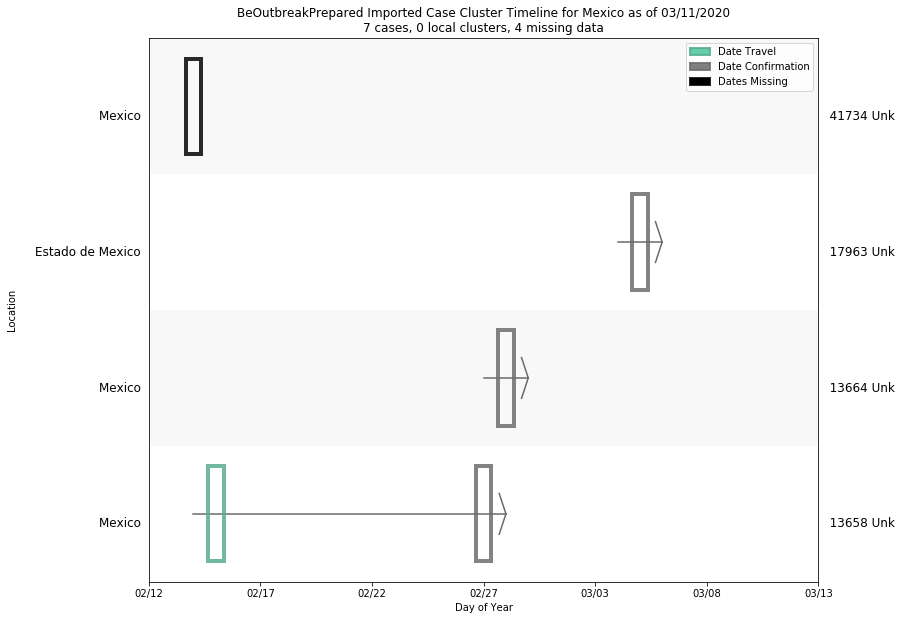 BeOutbreakPrepared Imported Case Cluster Timeline for Mexico as of 03/11/2020
7 cases, 0 local clusters, 4 missing data
Date Travel
Date Confirmation
Dates Missing
Mexico
41734 Unk
Estado de Mexico
17963 Unk
Mexico
13664 Unk
Mexico
13658 Unk
Location
02/12
02/17
02/22
02/27
03/03
03/08
03/13
Day of Year